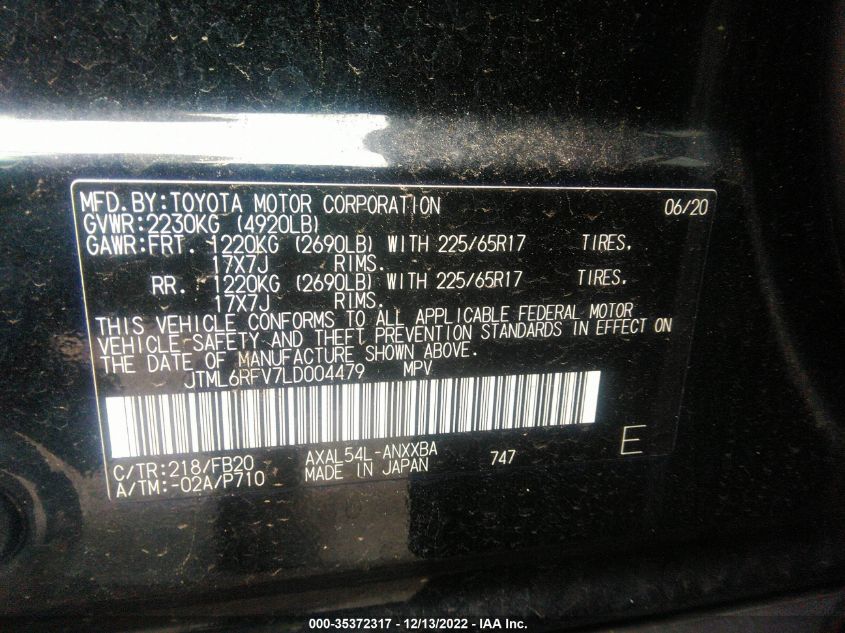 MFD.BY:TOYOTA MOTOR CORPORATION 06/20
GVWR:2230KG (4920LB)
GAWR:FRT. 1220KG (2690LB) WITH 225/65R17 TIRES.
17X7J RIMS.
RR. 1220KG (2690LB) WITH 225/65R17 TIRES.
17X7J RIMS.
THIS VEHICLE CONFORMS TO ALL APPLICABLE FEDERAL MOTOR
VEHICLE SAFETY AND THEFT PREVENTION STANDARDS IN EFFECT ON
THE DATE OF MANUFACTURE SHOWN ABOVE.
JTML6RFV7LD004479 MPV
C/TR:218/FB20 AXAL54L-ANXXBA 747 E
A/TM:-02A/P710 MADE IN JAPAN
000-35372317 - 12/13/2022 - IAA Inc.